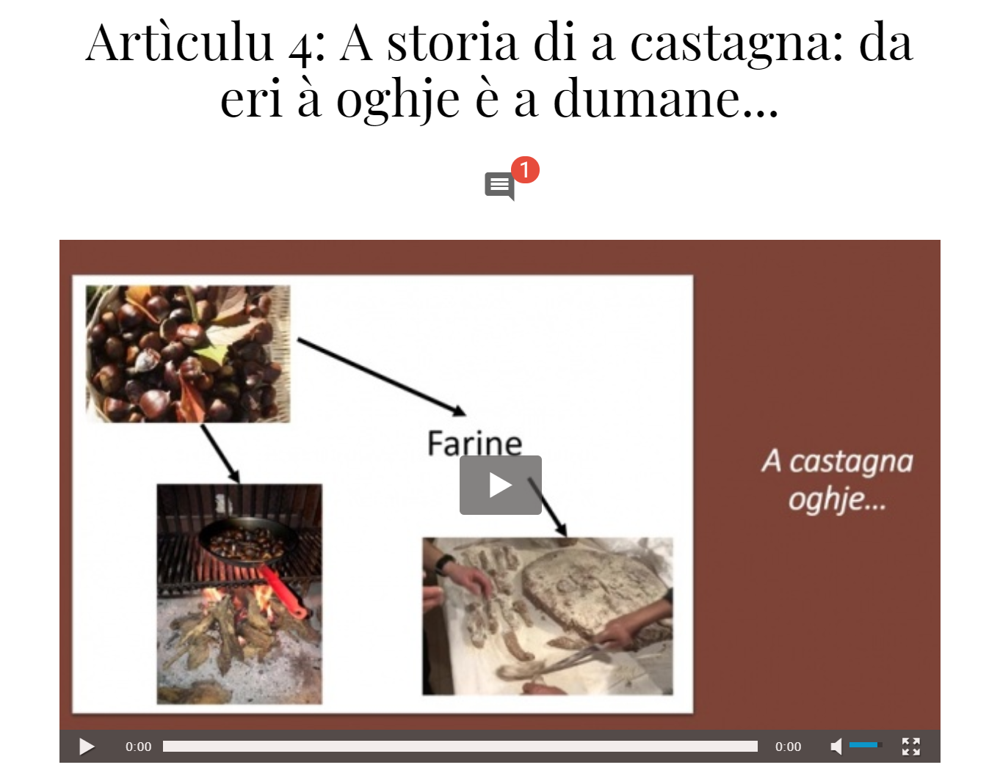 Artìculu 4: A storia di a castagna: da
eri à oghje è a dumane...
1
Farine
A castagna
oghje...
0:00
0:00